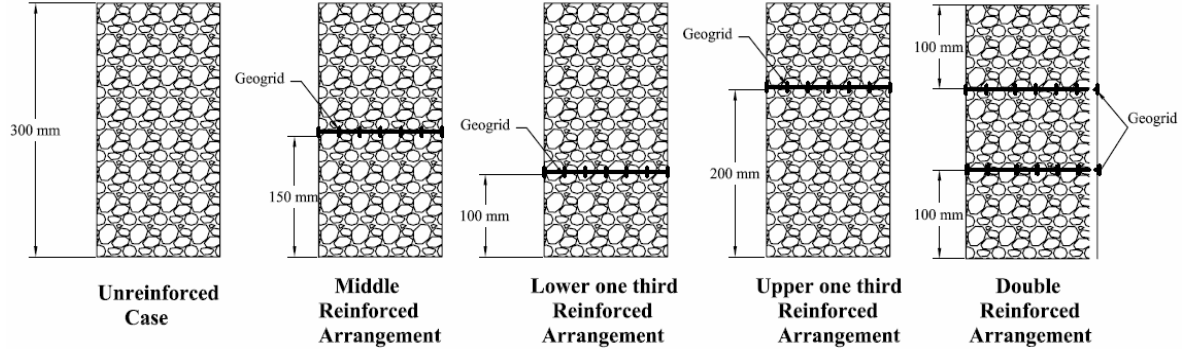 300 mm
Unreinforced
Case
Geogrid
150 mm
Middle
Reinforced
Arrangement
Geogrid
100 mm
Lower one third
Reinforced
Arrangement
Geogrid
200 mm
Upper one third
Reinforced
Arrangement
100 mm
Geogrid
100 mm
Double
Reinforced
Arrangement